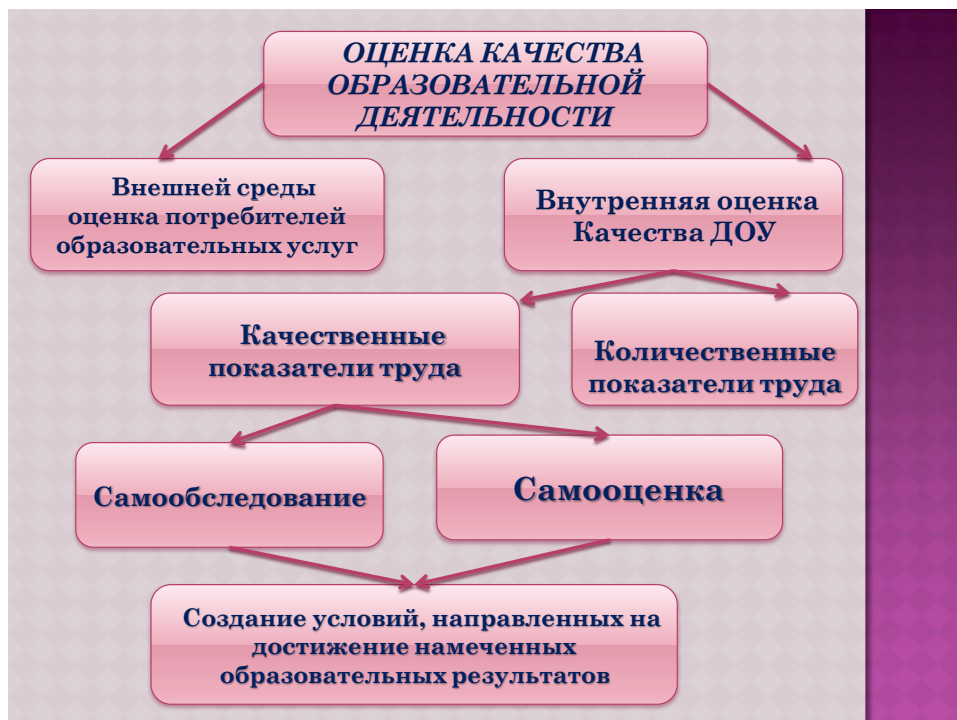 ОЦЕНКА КАЧЕСТВА
ОБРАЗОВАТЕЛЬНОЙ
ДЕЯТЕЛЬНОСТИ
Внешней среды
оценка потребителей
образовательных услуг
Внутренняя оценка
Качества ДОУ
Качественные
показатели труда
Количественные
показатели труда
Самообследование
Самооценка
Создание условий, направленных на
достижение намеченных
образовательных результатов